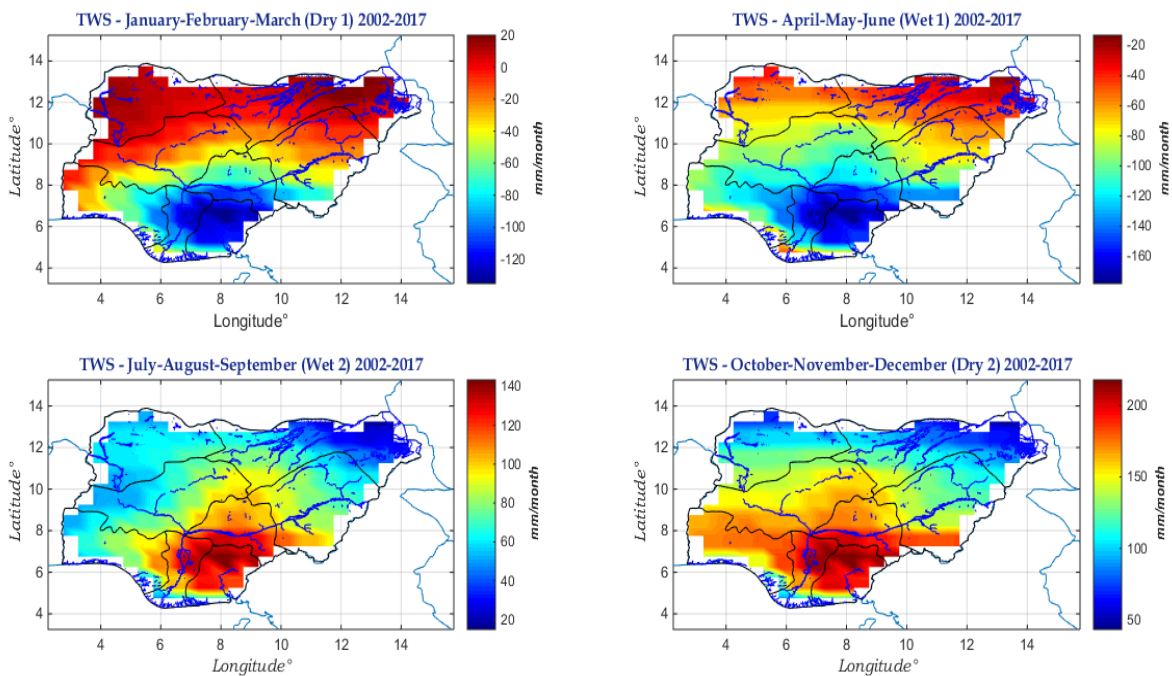 TWS - January-February-March (Dry 1) 2002-2017
14
12
10
8
6
4
Latitude°
4 6 8 10 12 14
Longitude°
20
0
-20
-40
-60
-80
-100
-120
mm/month
TWS - April-May-June (Wet 1) 2002-2017
14
12
10
8
6
4
Latitude°
4 6 8 10 12 14
Longitude°
-20
-40
-60
-80
-100
-120
-140
-160
mm/month
TWS - July-August-September (Wet 2) 2002-2017
14
12
10
8
6
4
Latitude°
4 6 8 10 12 14
Longitude°
140
120
100
80
60
40
20
mm/month
TWS - October-November-December (Dry 2) 2002-2017
14
12
10
8
6
4
Latitude°
4 6 8 10 12 14
Longitude°
200
150
100
50
mm/month